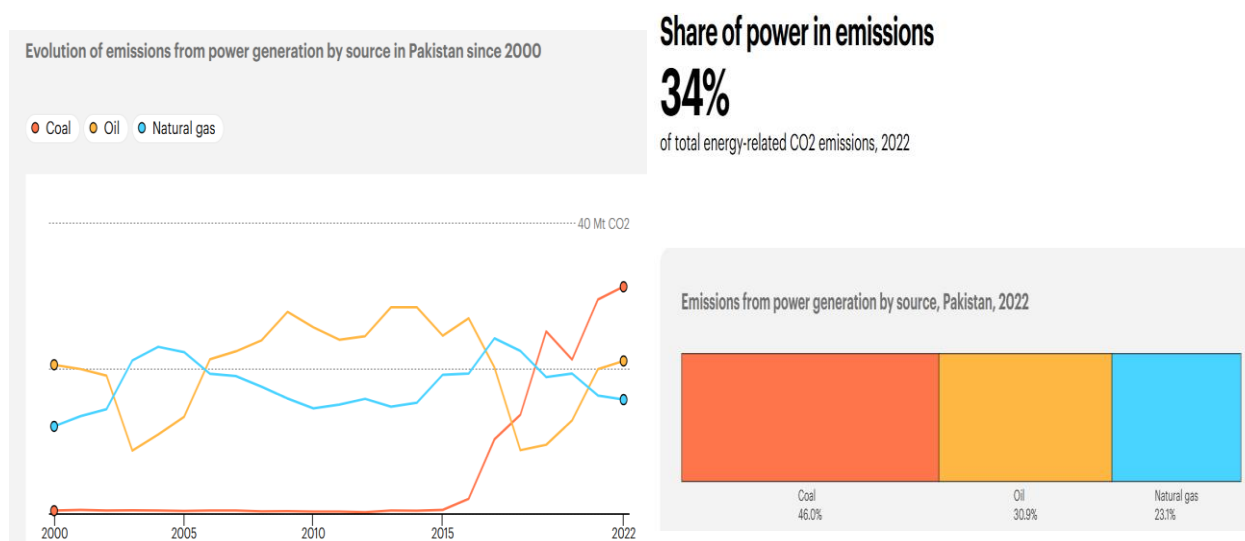 Evolution of emissions from power generation by source in Pakistan since 2000
Coal Oil Natural gas
40 Mt CO2
2000 2005 2010 2015 2022
Share of power in emissions
34%
of total energy-related CO2 emissions, 2022
Emissions from power generation by source, Pakistan, 2022
Coal Oil Natural gas
46.0% 30.9% 23.1%